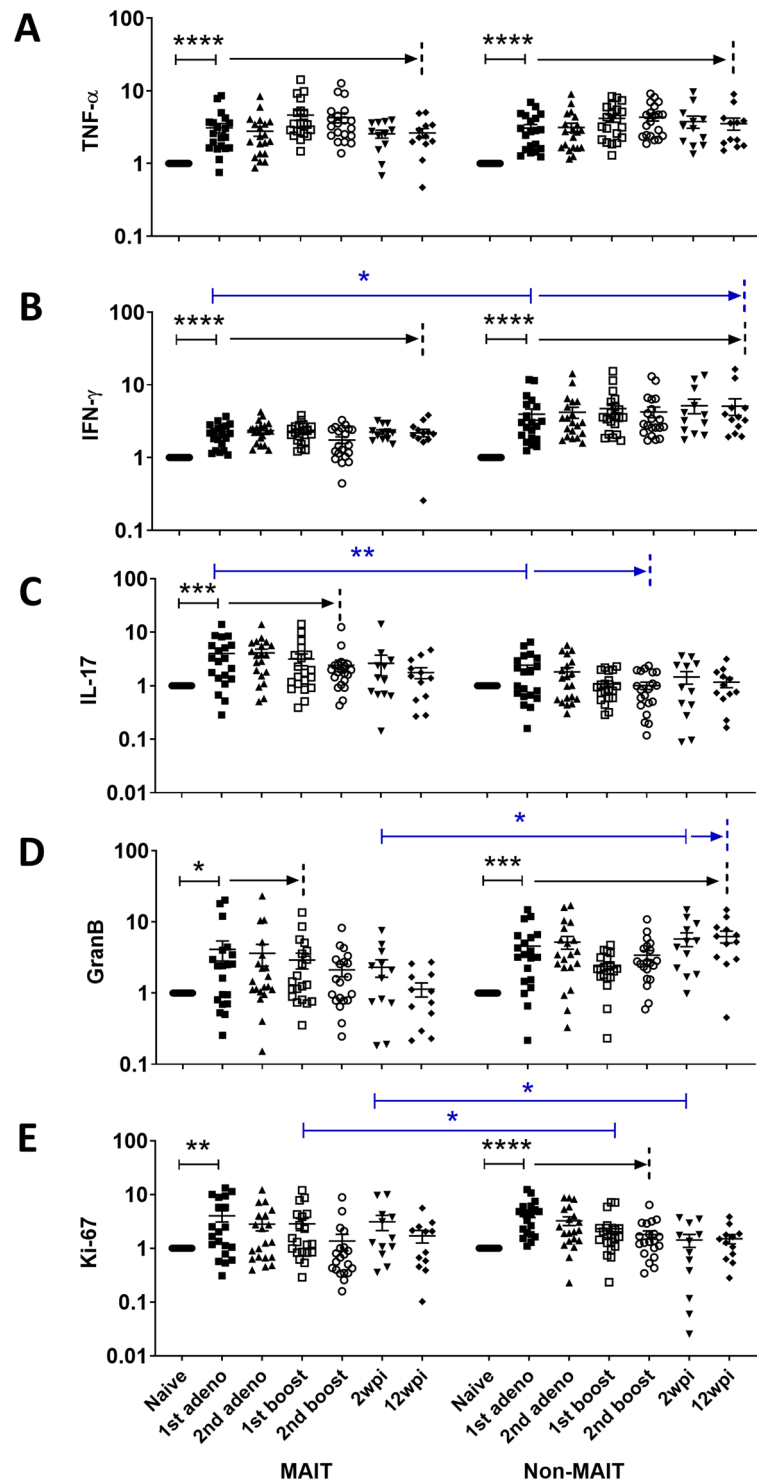 A
TNF-α
100
10
1
0.1
**** ****
B
IFN-γ
100
10
1
0.1
*
**** ****
C
IL-17
100
10
1
0.1
0.01
**
***
D
GranB
100
10
1
0.1
*
* ***
E
Ki-67
100
10
1
0.1
0.01
*
*
** ****
Naive 1st adeno 2nd adeno 1st boost 2nd boost 2wpi 12wpi Naive 1st adeno 2nd adeno 1st boost 2nd boost 2wpi 12wpi
MAIT Non-MAIT